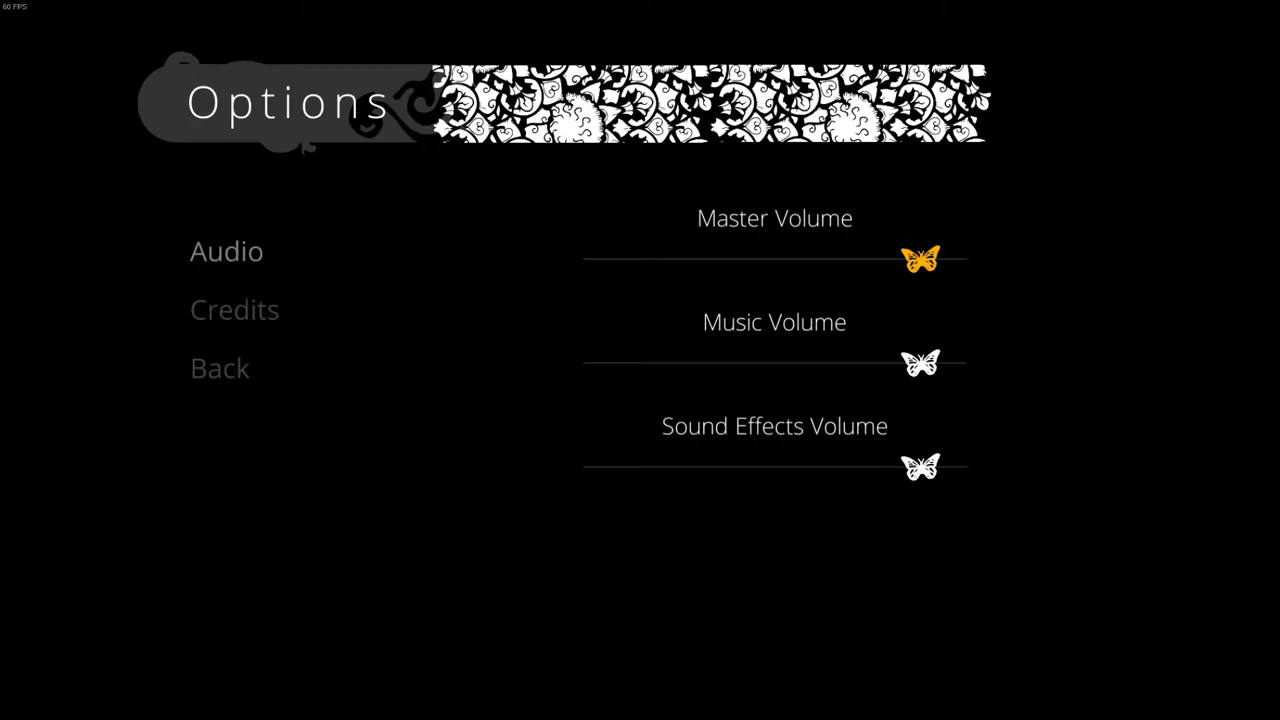 60 FPS
Options
Audio
Credits
Back
Master Volume
Music Volume
Sound Effects Volume